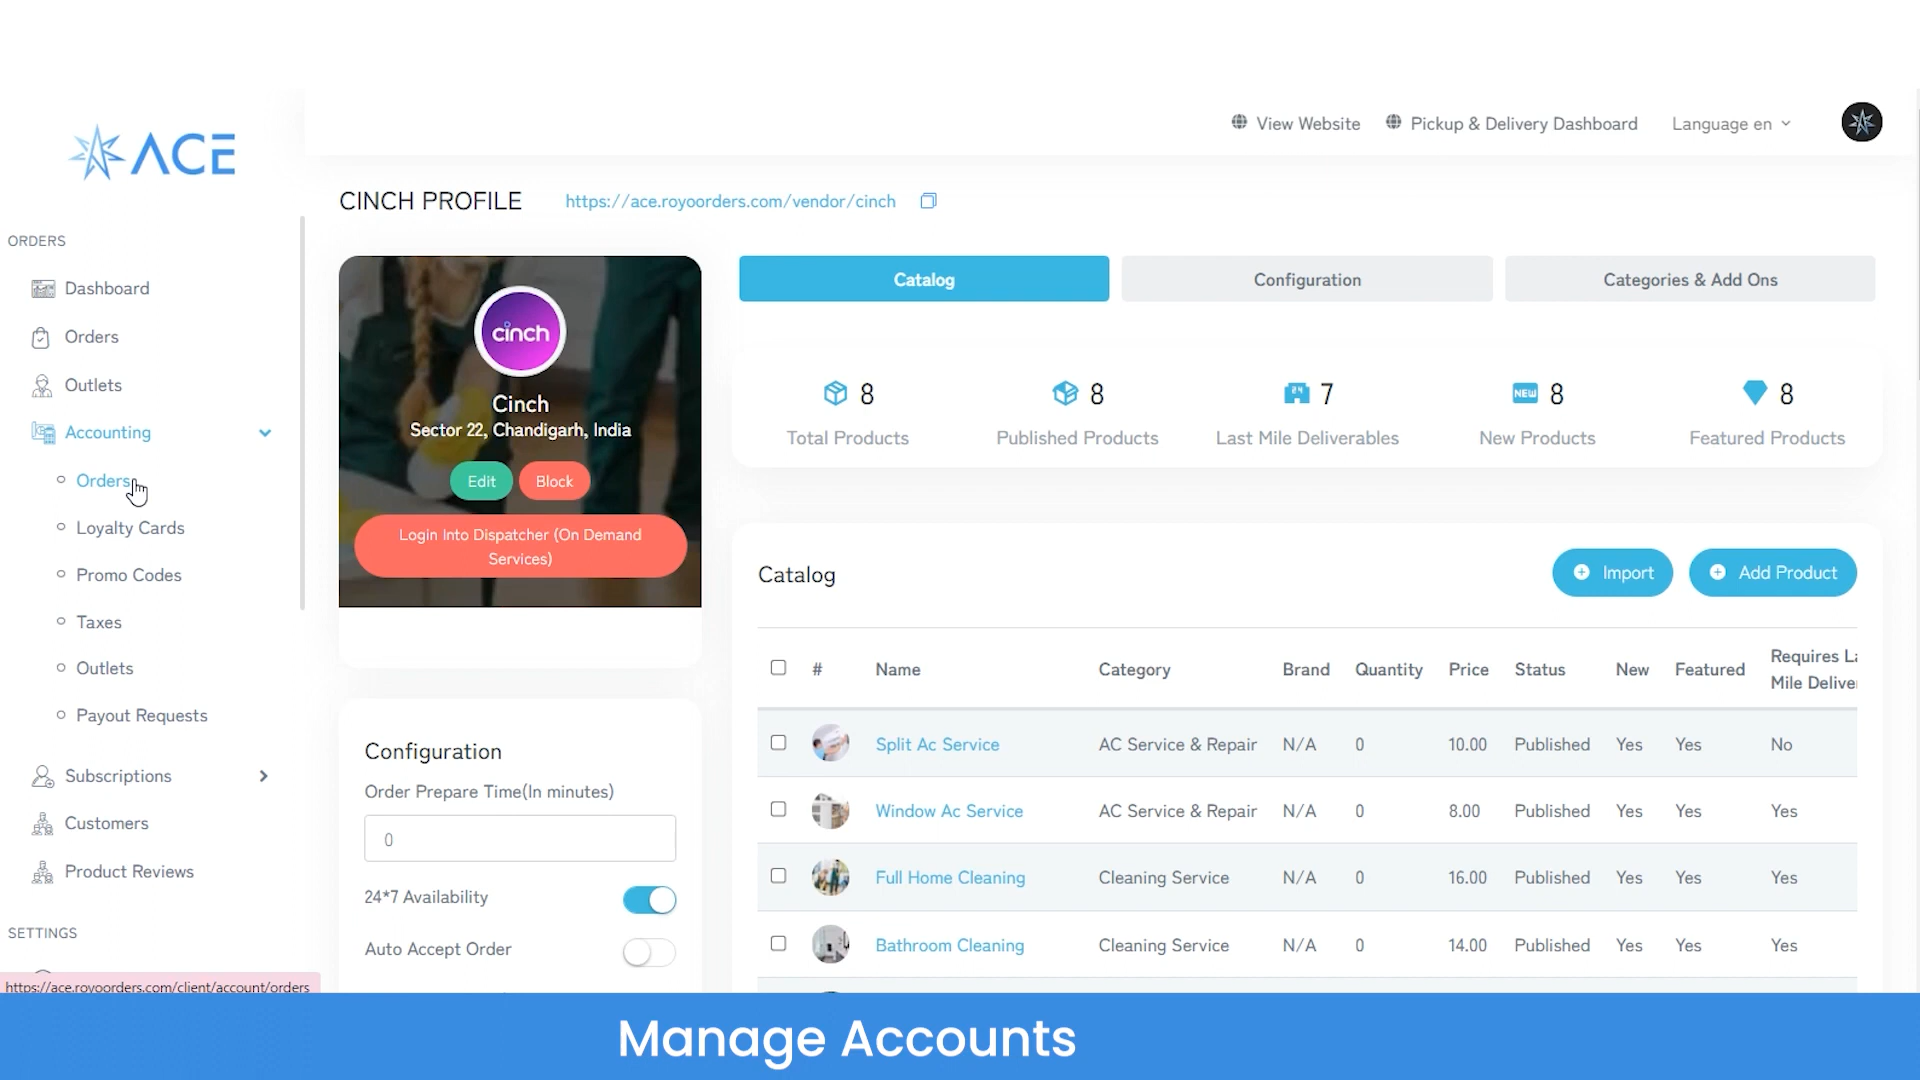 ACE
View Website
Pickup & Delivery Dashboard
Language en
CINCH PROFILE
https://ace.royoorders.com/vendor/cinch
ORDERS
Dashboard
Orders
Outlets
Accounting
Orders
Loyalty Cards
Promo Codes
Taxes
Outlets
Payout Requests
Subscriptions
Customers
Product Reviews
SETTINGS
https://ace.royoorders.com/client/account/orders
cinch
Cinch
Sector 22, Chandigarh, India
Edit
Block
Login Into Dispatcher (On Demand
Services)
Configuration
Order Prepare Time(In minutes)
0
24*7 Availability
Auto Accept Order
Catalog
Configuration
Categories & Add Ons
8
Total Products
8
Published Products
24
7
Last Mile Deliverables
NEW
8
New Products
8
Featured Products
Catalog
Import
Add Product
# Name Category Brand Quantity Price Status New Featured Requires La
Mile Deliver
Split Ac Service AC Service & Repair N/A 0 10.00 Published Yes Yes No
Window Ac Service AC Service & Repair N/A 0 8.00 Published Yes Yes Yes
Full Home Cleaning Cleaning Service N/A 0 16.00 Published Yes Yes Yes
Bathroom Cleaning Cleaning Service N/A 0 14.00 Published Yes Yes Yes
Manage Accounts